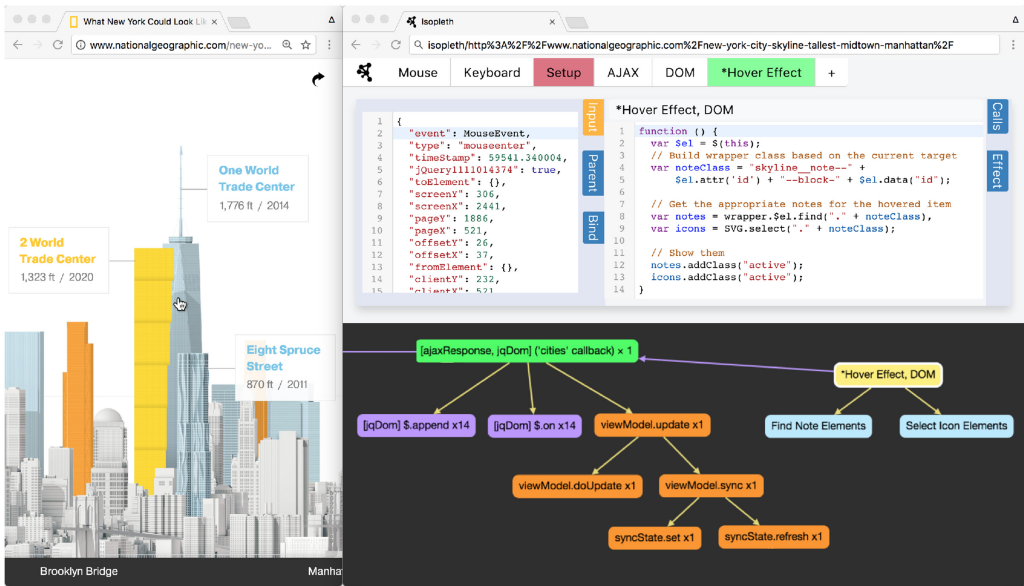 What New York Could Look Li
www.nationalgeographic.com/new-yo...
One World
Trade Center
1,776 ft / 2014
2 World
Trade Center
1,323 ft / 2020
Eight Spruce
Street
870 ft / 2011
Brooklyn Bridge
Manha
Isopleth
isopleth/http%3A%2F%2Fwww.nationalgeographic.com%2Fnew-york-city-skyline-tallest-midtown-manhattan%2F
Mouse
Keyboard
Setup
AJAX
DOM
*Hover Effect
+
1 {
2 "event": MouseEvent,
3 "type": "mouseenter",
4 "timeStamp": 59541.340004,
5 "jQuery1111014374": true,
6 "toElement": {},
7 "screenY": 306,
8 "screenX": 2441,
9 "pageY": 1886,
10 "pageX": 521,
11 "offsetY": 26,
12 "offsetX": 37,
13 "fromElement": {},
14 "clientY": 232,
15 "clientX": 521
Input
Parent
Bind
*Hover Effect, DOM
1 function () {
2 var $el = $(this);
3 // Build wrapper class based on the current target
4 var noteClass = "skyline__note--" +
5 $el.attr('id') + "--block-" + $el.data("id");
6
7 // Get the appropriate notes for the hovered item
8 var notes = wrapper.$el.find("." + noteClass),
9 var icons = SVG.select("." + noteClass);
10
11 // Show them
12 notes.addClass("active");
13 icons.addClass("active");
14 }
Calls
Effect
[ajaxResponse, jqDom] ('cities' callback) x 1
*Hover Effect, DOM
[jqDom] $.append x14
[jqDom] $.on x14
viewModel.update x1
Find Note Elements
Select Icon Elements
viewModel.doUpdate x1
viewModel.sync x1
syncState.set x1
syncState.refresh x1